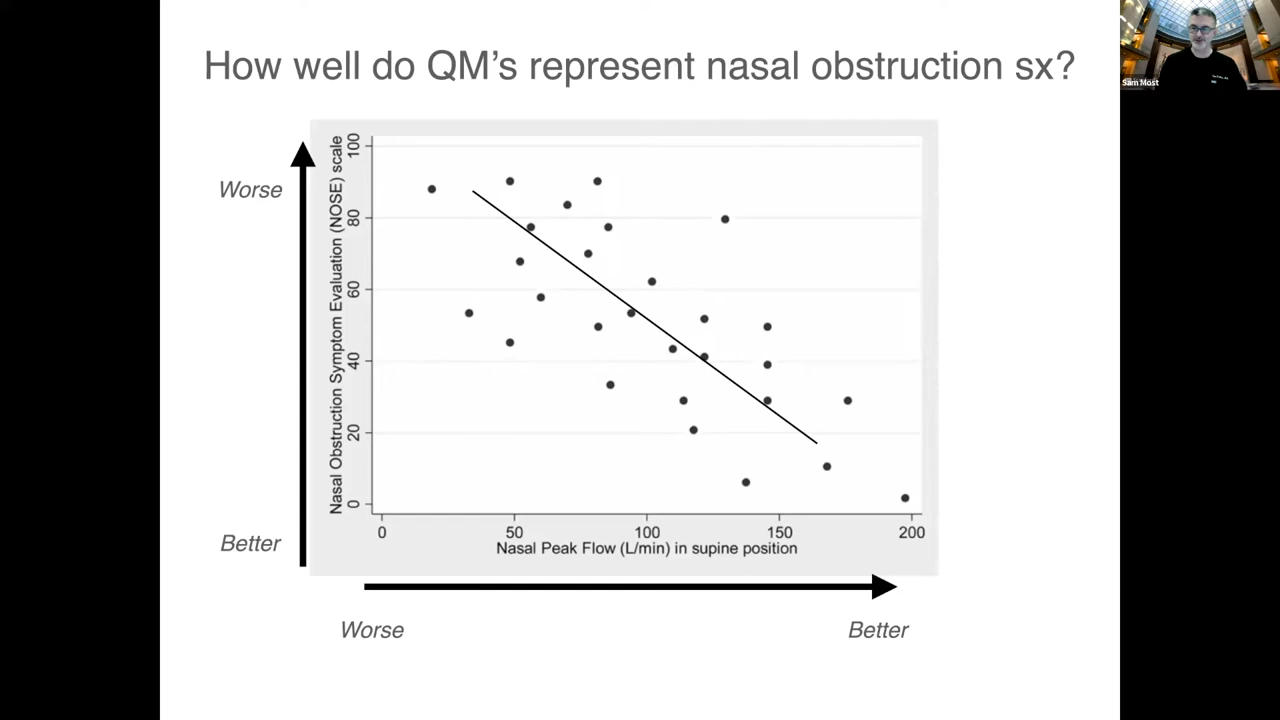 How well do QM's represent nasal obstruction sx?
Sam Most
Worse
Better
Nasal Obstruction Symptom Evaluation (NOSE) scale
100
80
60
40
20
0
0 50 100 150 200
Nasal Peak Flow (L/min) in supine position
Worse Better